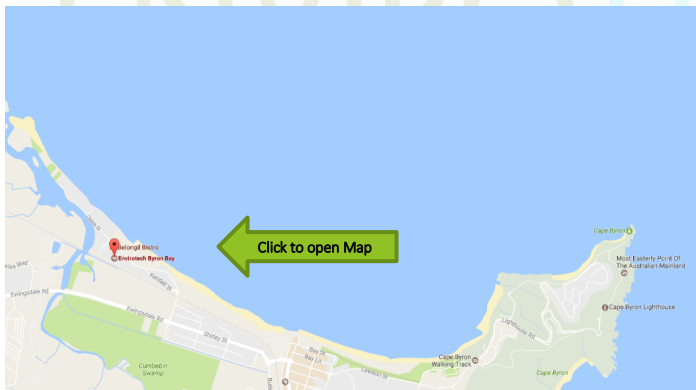 Cape Byron
Most Easterly Point Of
The Australian Mainland
Cape Byron Lighthouse
Lighthouse Rd
Cape Byron
Walking Track
Cape Byron
Click to open Map
Belongil Bistro
Envirotech Byron Bay
Kendall St
Ewingsdale Rd
Ewingsdale Rd
Shirley St
Bay St
Bay Ln
Lawson St
Cumbebin
Swamp